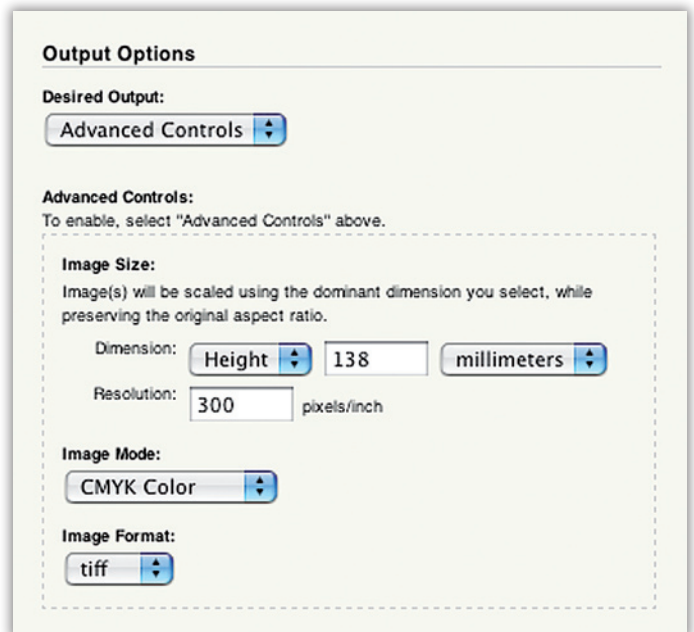 Output Options
Desired Output:
Advanced Controls
Advanced Controls:
To enable, select "Advanced Controls" above.
Image Size:
Image(s) will be scaled using the dominant dimension you select, while
preserving the original aspect ratio.
Dimension: Height 138 millimeters
Resolution: 300 pixels/inch
Image Mode:
CMYK Color
Image Format:
tiff